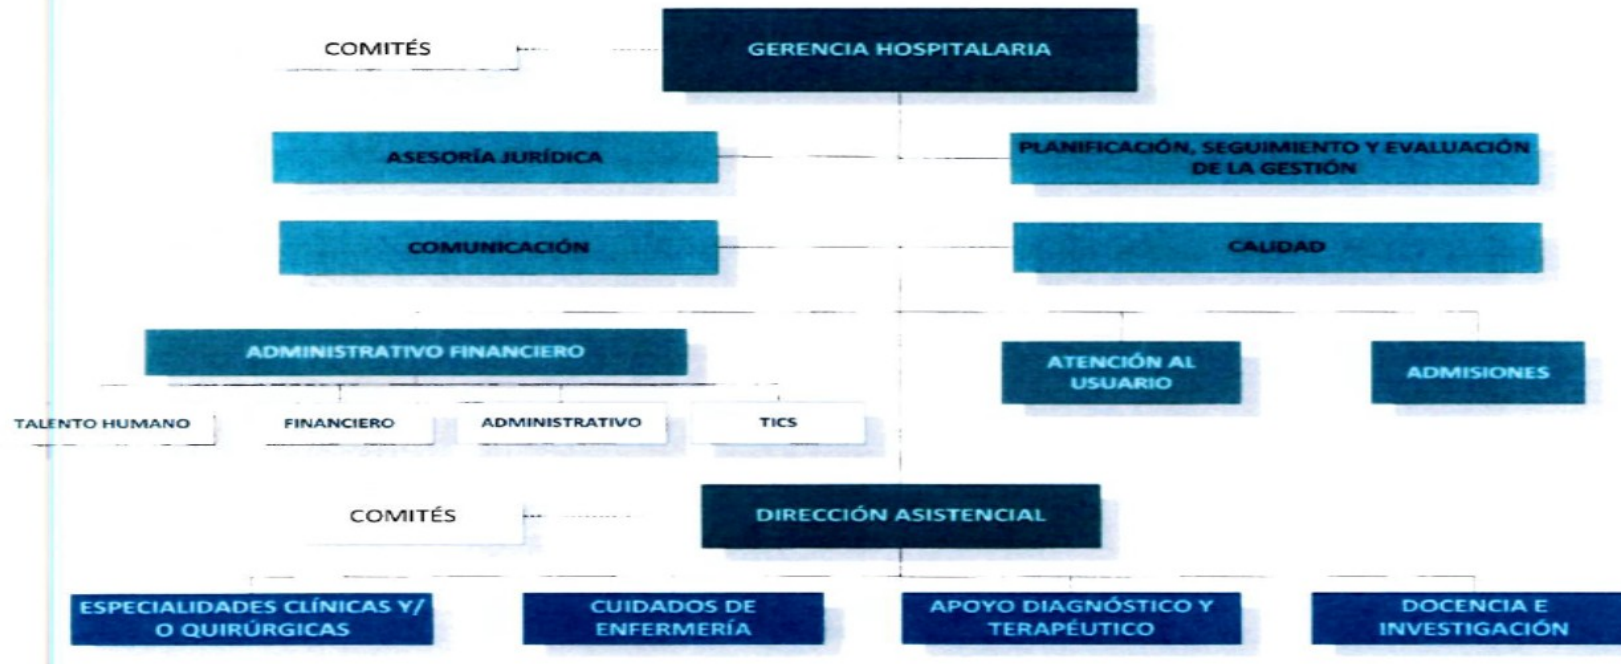 COMITÉS
GERENCIA HOSPITALARIA
ASESORÍA JURÍDICA
PLANIFICACIÓN, SEGUIMIENTO Y EVALUACIÓN
DE LA GESTIÓN
COMUNICACIÓN
CALIDAD
ADMINISTRATIVO FINANCIERO
ATENCIÓN AL
USUARIO
ADMISIONES
TALENTO HUMANO
FINANCIERO
ADMINISTRATIVO
TICS
COMITÉS
DIRECCIÓN ASISTENCIAL
ESPECIALIDADES CLÍNICAS Y/
O QUIRÚRGICAS
CUIDADOS DE
ENFERMERÍA
APOYO DIAGNÓSTICO Y
TERAPÉUTICO
DOCENCIA E
INVESTIGACIÓN